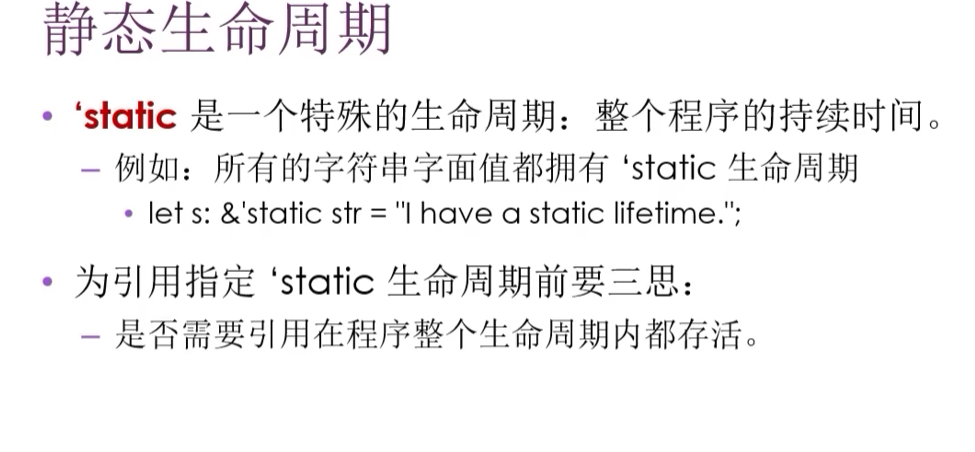 静态生命周期
• ‘static 是一个特殊的生命周期：整个程序的持续时间。
– 例如：所有的字符串字面值都拥有 ‘static 生命周期
• let s: &'static str = "I have a static lifetime.";
• 为引用指定 ‘static 生命周期前要三思：
– 是否需要引用在程序整个生命周期内都存活。